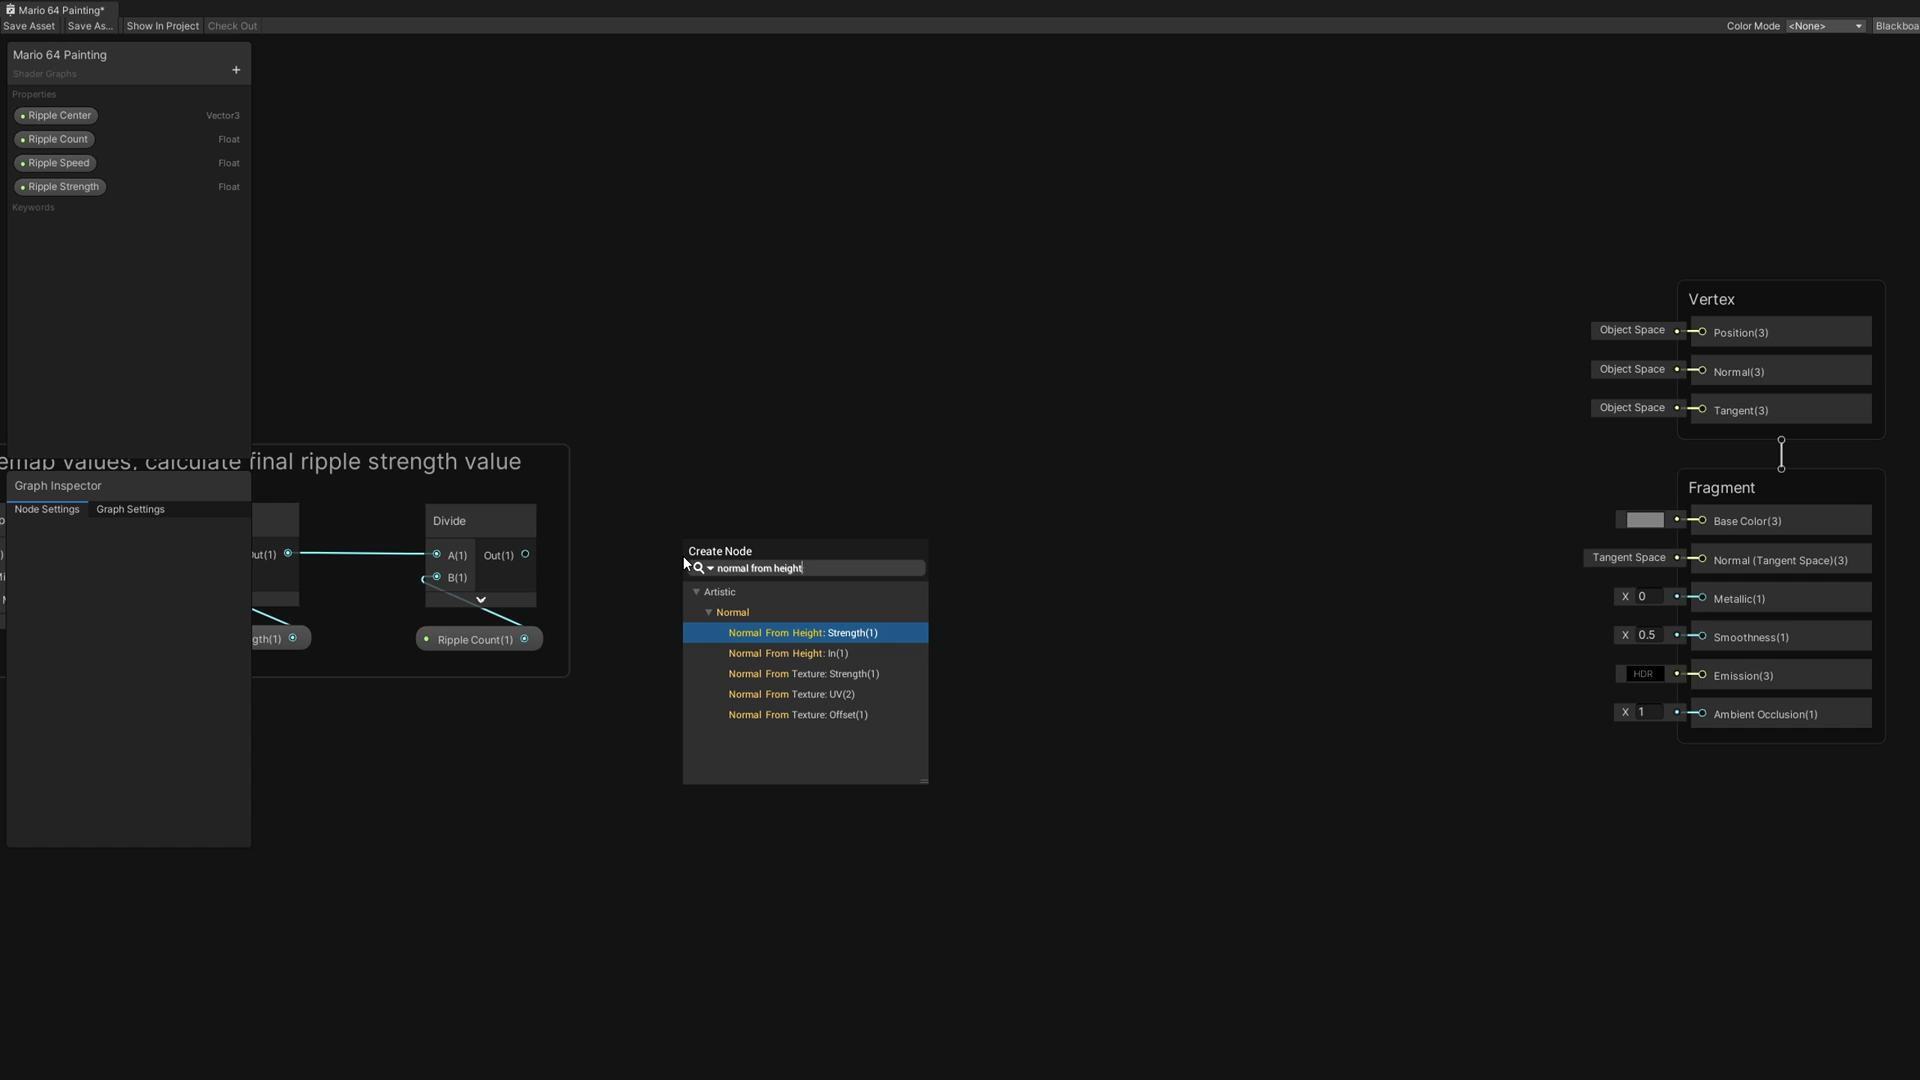 Mario 64 Painting*
Save Asset Save As... Show In Project Check Out
Color Mode <None> Blackboa
Mario 64 Painting
Shader Graphs
+
Properties
Ripple Center Vector3
Ripple Count Float
Ripple Speed Float
Ripple Strength Float
Keywords
emap values, calculate final ripple strength value
Graph Inspector
Node Settings Graph Settings
Out(1)
gth(1)
Divide
A(1) Out(1)
B(1)
Ripple Count(1)
Create Node
normal from height
Artistic
Normal
Normal From Height: Strength(1)
Normal From Height: In(1)
Normal From Texture: Strength(1)
Normal From Texture: UV(2)
Normal From Texture: Offset(1)
Vertex
Object Space Position(3)
Object Space Normal(3)
Object Space Tangent(3)
Fragment
Base Color(3)
Tangent Space Normal (Tangent Space)(3)
X 0 Metallic(1)
X 0.5 Smoothness(1)
HDR Emission(3)
X 1 Ambient Occlusion(1)